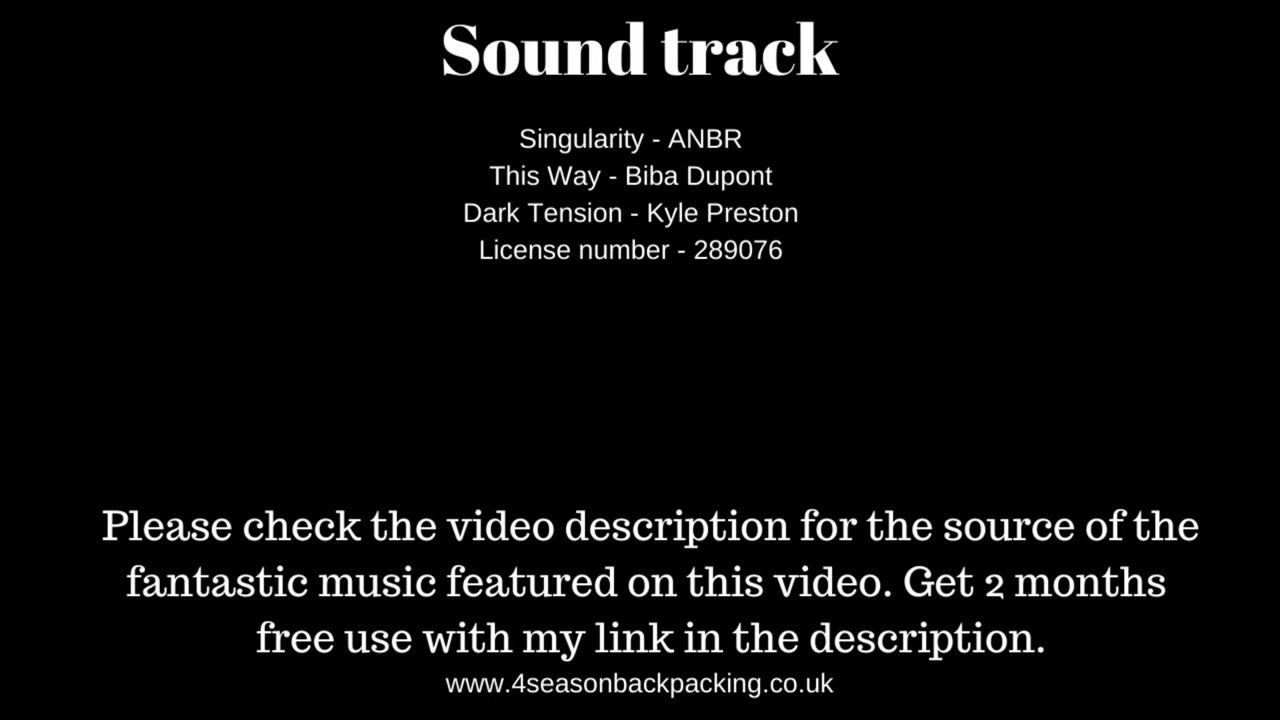 Sound track
Singularity - ANBR
This Way - Biba Dupont
Dark Tension - Kyle Preston
License number - 289076
Please check the video description for the source of the
fantastic music featured on this video. Get 2 months
free use with my link in the description.
www.4seasonbackpacking.co.uk